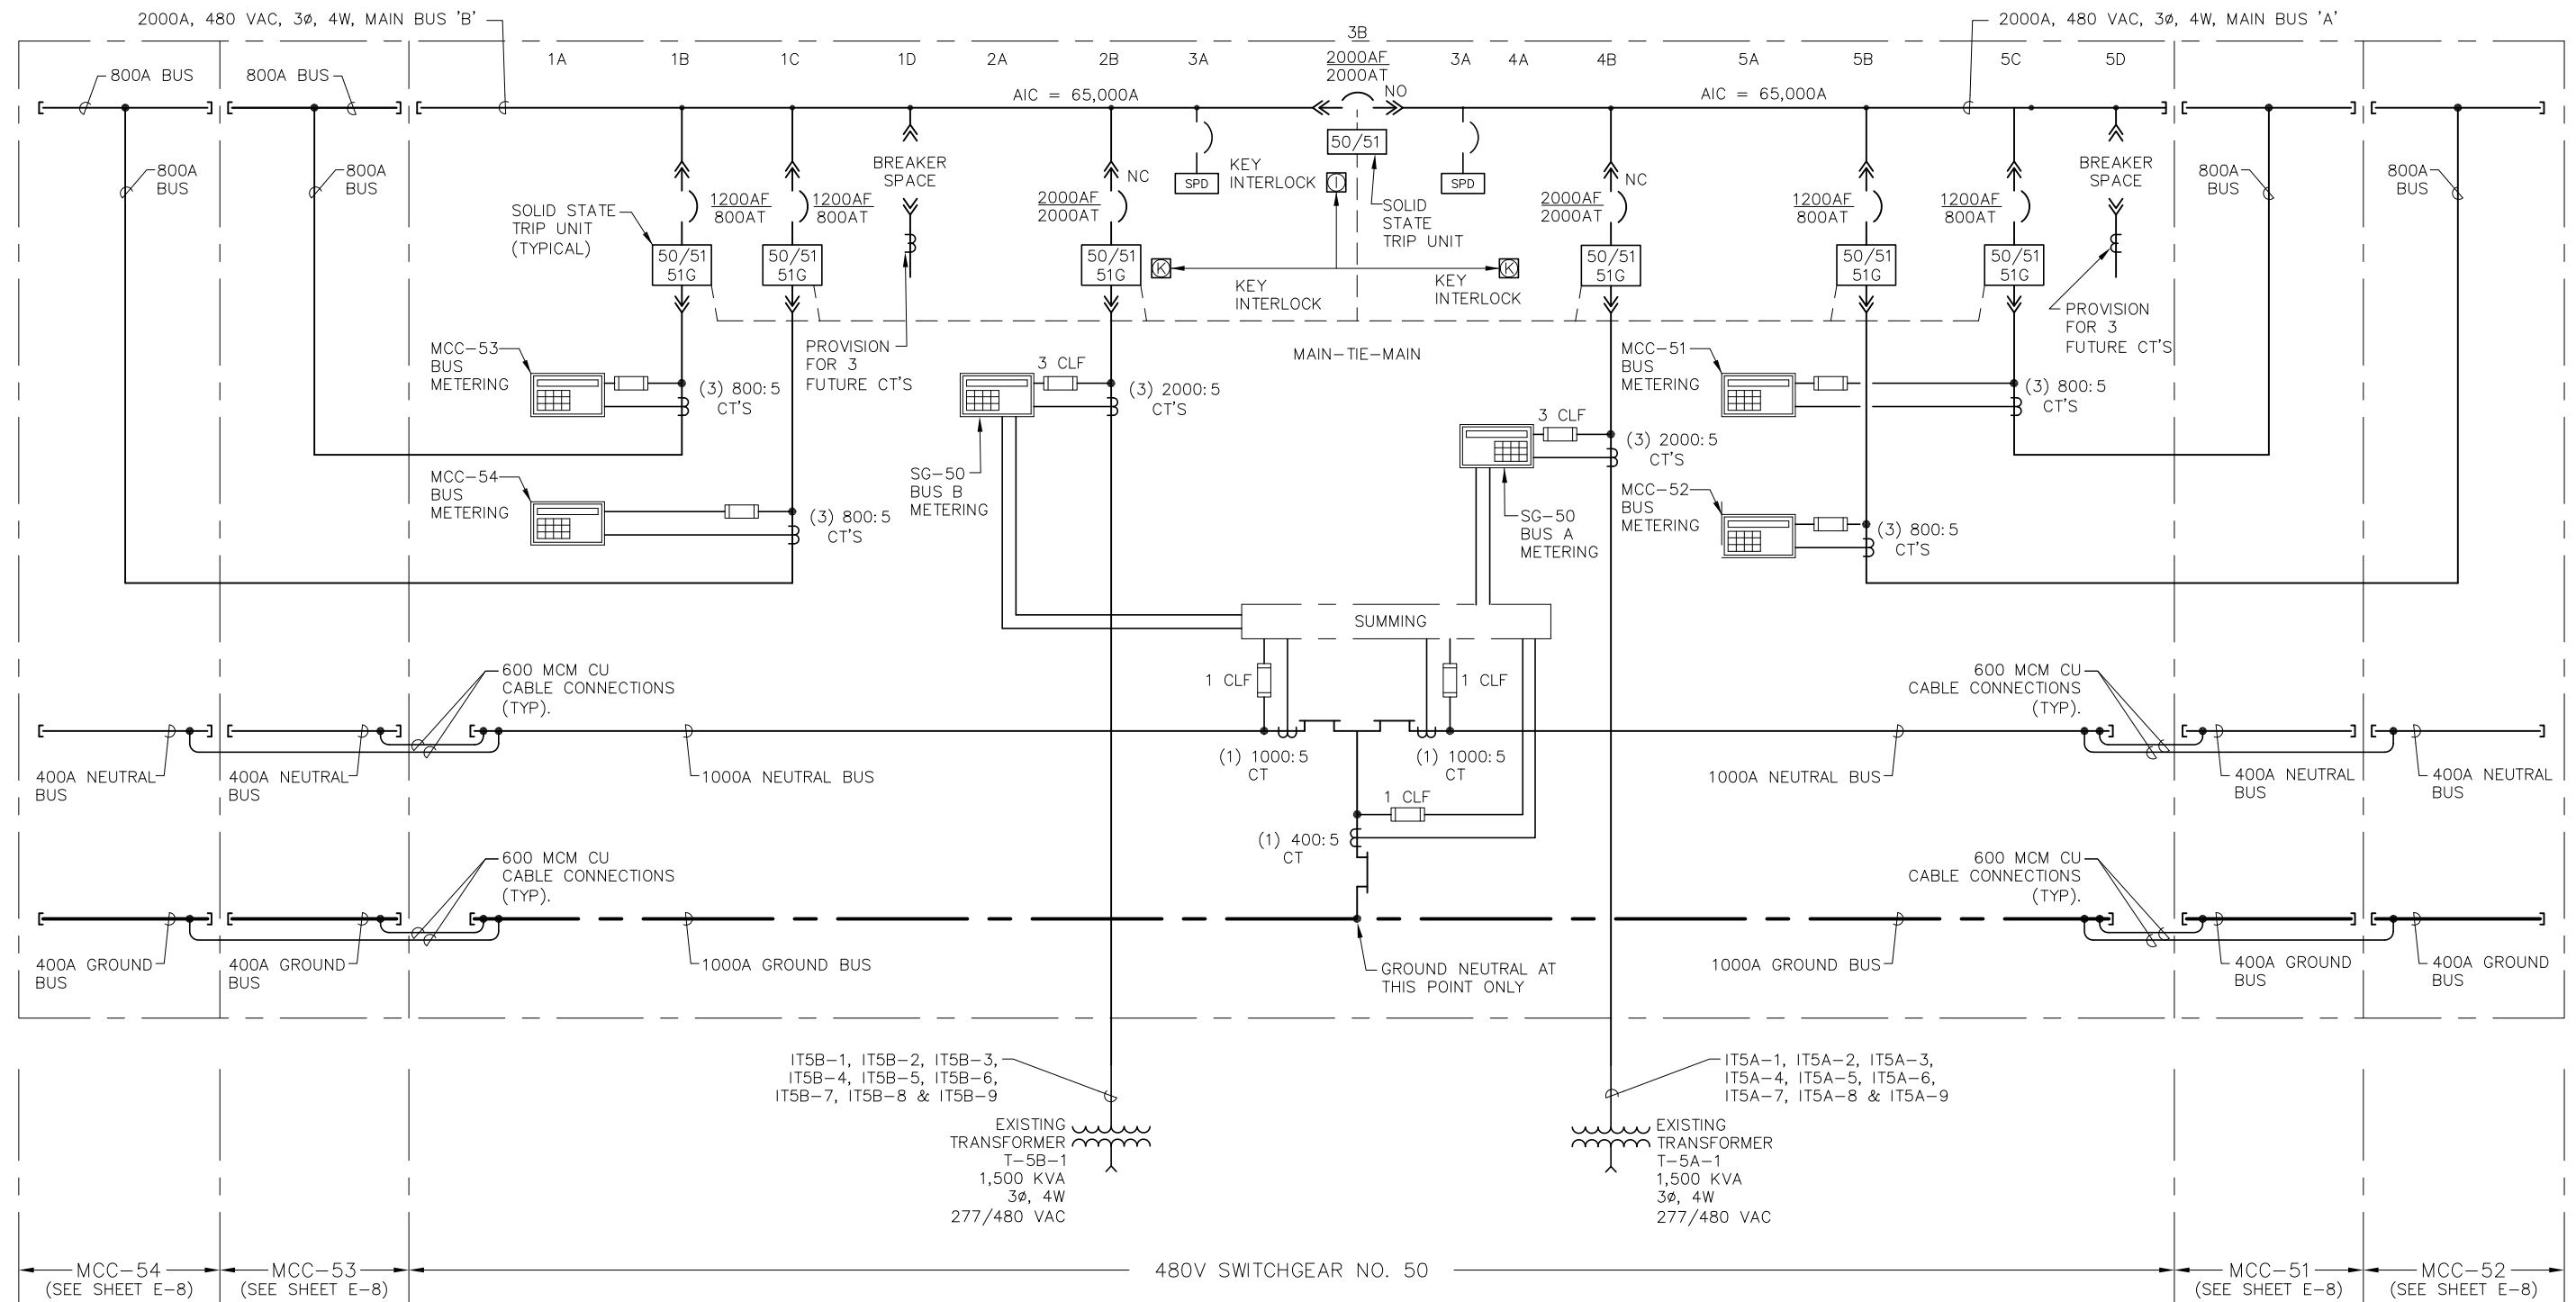 2000A, 480 VAC, 3ø, 4W, MAIN BUS 'B'
3B
2000A, 480 VAC, 3ø, 4W, MAIN BUS 'A'
1A
1B
1C
1D
2A
2B
3A
2000AF
2000AT
3A
4A
4B
5A
5B
5C
5D
800A BUS
800A BUS
AIC = 65,000A
NO
AIC = 65,000A
50/51
800A
BUS
800A
BUS
SOLID STATE
TRIP UNIT
(TYPICAL)
1200AF
800AT
1200AF
800AT
BREAKER
SPACE
2000AF
2000AT
NC
SPD
KEY
INTERLOCK
I
SPD
SOLID
STATE
TRIP UNIT
2000AF
2000AT
NC
1200AF
800AT
1200AF
800AT
BREAKER
SPACE
800A
BUS
800A
BUS
50/51
51G
50/51
51G
50/51
51G
K
KEY
INTERLOCK
K
KEY
INTERLOCK
50/51
51G
50/51
51G
50/51
51G
MCC-53
BUS
METERING
(3) 800:5
CT'S
PROVISION
FOR 3
FUTURE CT'S
3 CLF
(3) 2000:5
CT'S
MAIN-TIE-MAIN
MCC-51
BUS
METERING
(3) 800:5
CT'S
PROVISION
FOR 3
FUTURE CT'S
MCC-54
BUS
METERING
(3) 800:5
CT'S
SG-50
BUS B
METERING
3 CLF
(3) 2000:5
CT'S
SG-50
BUS A
METERING
MCC-52
BUS
METERING
(3) 800:5
CT'S
SUMMING
600 MCM CU
CABLE CONNECTIONS
(TYP).
1 CLF
1 CLF
600 MCM CU
CABLE CONNECTIONS
(TYP).
400A NEUTRAL
BUS
400A NEUTRAL
BUS
1000A NEUTRAL BUS
(1) 1000:5
CT
(1) 1000:5
CT
1000A NEUTRAL BUS
400A NEUTRAL
BUS
400A NEUTRAL
BUS
1 CLF
(1) 400:5
CT
600 MCM CU
CABLE CONNECTIONS
(TYP).
600 MCM CU
CABLE CONNECTIONS
(TYP).
400A GROUND
BUS
400A GROUND
BUS
1000A GROUND BUS
GROUND NEUTRAL AT
THIS POINT ONLY
1000A GROUND BUS
400A GROUND
BUS
400A GROUND
BUS
IT5B-1, IT5B-2, IT5B-3,
IT5B-4, IT5B-5, IT5B-6,
IT5B-7, IT5B-8 & IT5B-9
IT5A-1, IT5A-2, IT5A-3,
IT5A-4, IT5A-5, IT5A-6,
IT5A-7, IT5A-8 & IT5A-9
EXISTING
TRANSFORMER
T-5B-1
1,500 KVA
3ø, 4W
277/480 VAC
EXISTING
TRANSFORMER
T-5A-1
1,500 KVA
3ø, 4W
277/480 VAC
MCC-54
(SEE SHEET E-8)
MCC-53
(SEE SHEET E-8)
480V SWITCHGEAR NO. 50
MCC-51
(SEE SHEET E-8)
MCC-52
(SEE SHEET E-8)